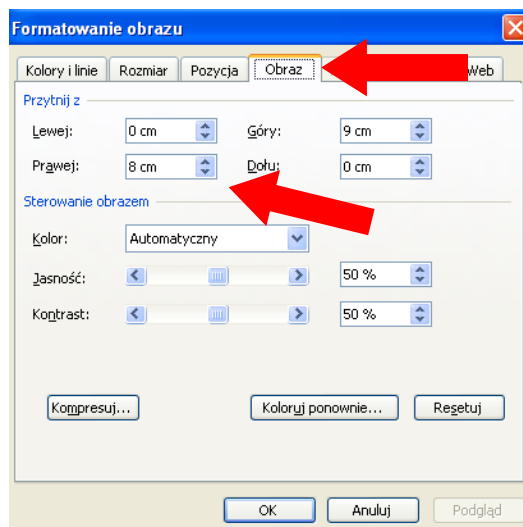 Formatowanie obrazu
Kolory i linie Rozmiar Pozycja Obraz Web
Przytnij z
Lewej: 0 cm Góry: 9 cm
Prawej: 8 cm Dołu: 0 cm
Sterowanie obrazem
Kolor: Automatyczny
Jasność: 50 %
Kontrast: 50 %
Kompresuj... Koloruj ponownie... Resetuj
OK Anuluj Podgląd